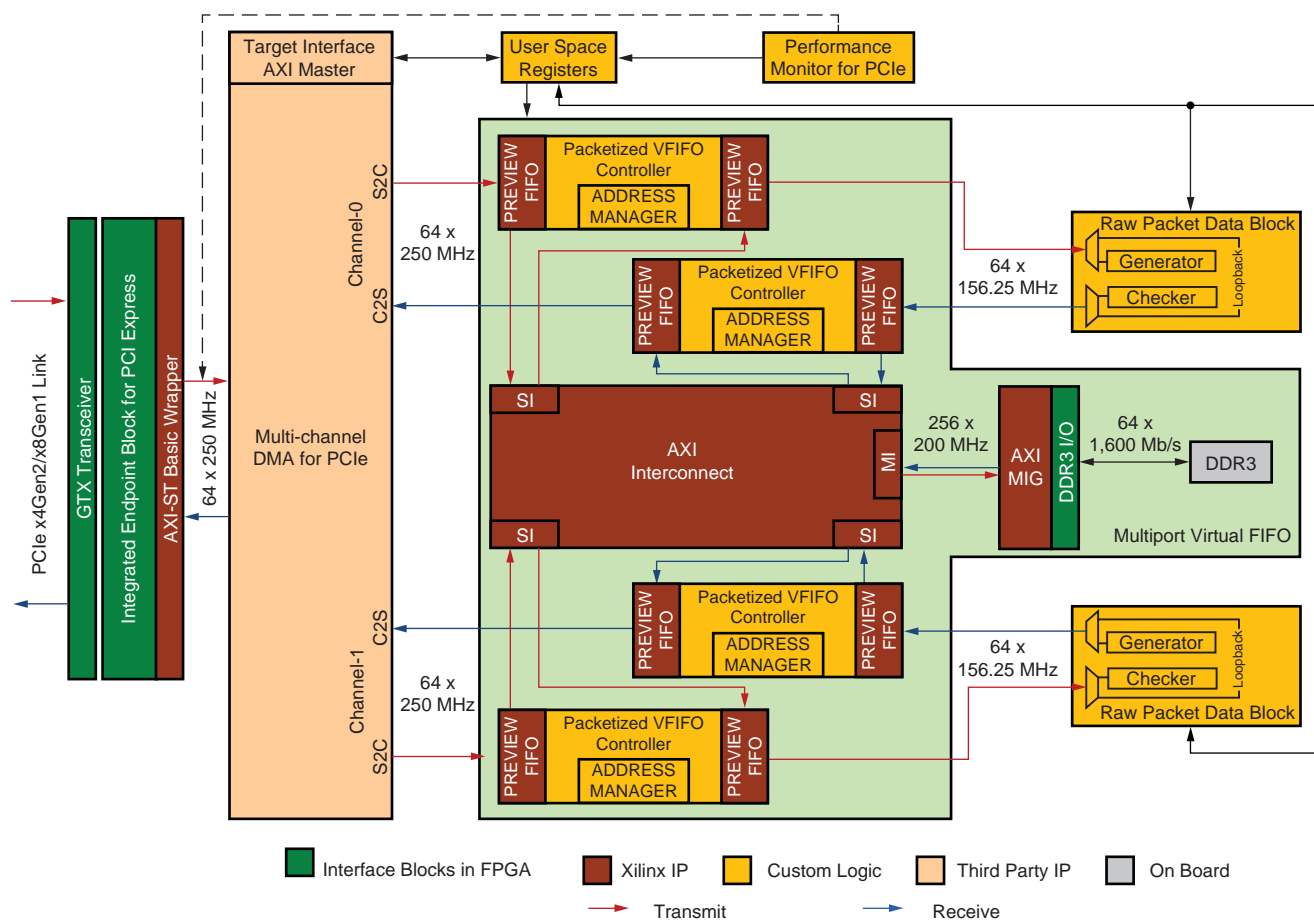 Target Interface
AXI Master
User Space
Registers
Performance
Monitor for PCIe
PCIe x4Gen2/x8Gen1 Link
GTX Transceiver
Integrated Endpoint Block for PCI Express
AXI-ST Basic Wrapper
64 x 250 MHz
Multi-channel
DMA for PCIe
Channel-0
S2C
C2S
64 x
250 MHz
PREVIEW
FIFO
Packetized VFIFO
Controller
ADDRESS
MANAGER
PREVIEW
FIFO
PREVIEW
FIFO
Packetized VFIFO
Controller
ADDRESS
MANAGER
PREVIEW
FIFO
64 x
156.25 MHz
Raw Packet Data Block
Generator
Checker
Loopback
SI
SI
AXI
Interconnect
MI
SI
SI
256 x
200 MHz
AXI
MIG
DDR3 I/O
64 x
1,600 Mb/s
DDR3
Multiport Virtual FIFO
Channel-1
C2S
S2C
64 x
250 MHz
PREVIEW
FIFO
Packetized VFIFO
Controller
ADDRESS
MANAGER
PREVIEW
FIFO
PREVIEW
FIFO
Packetized VFIFO
Controller
ADDRESS
MANAGER
PREVIEW
FIFO
64 x
156.25 MHz
Generator
Checker
Loopback
Raw Packet Data Block
Interface Blocks in FPGA
Xilinx IP
Custom Logic
Third Party IP
On Board
Transmit
Receive